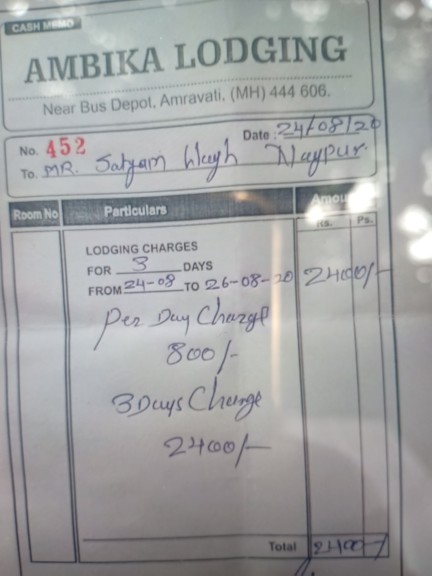 CASH MEMO
AMBIKA LODGING
Near Bus Depot, Amravati, (MH) 444 606.
No. 452 Date : 24/08/20
To. MR. Satyam Wagh Nagpur.
Room No Particulars Amount
Rs. Ps.
LODGING CHARGES
FOR 3 DAYS
FROM 24-08 TO 26-08-20 2400/-
Per Day Charge
800/-
3 Days Charge
2400/-
Total 2400/-